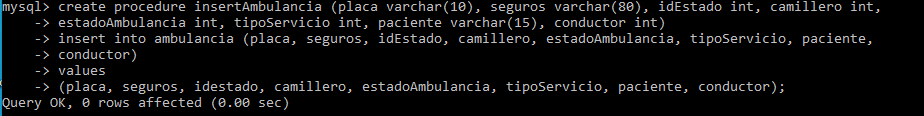 mysql> create procedure insertAmbulancia (placa varchar(10), seguros varchar(80), idEstado int, camillero int,
-> estadoAmbulancia int, tipoServicio int, paciente varchar(15), conductor int)
-> insert into ambulancia (placa, seguros, idEstado, camillero, estadoAmbulancia, tipoServicio, paciente,
-> conductor)
-> values
-> (placa, seguros, idestado, camillero, estadoAmbulancia, tipoServicio, paciente, conductor);
Query OK, 0 rows affected (0.00 sec)